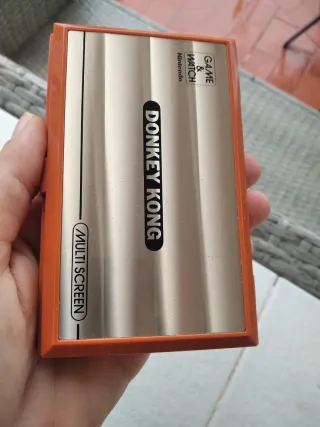 GAME
&
WATCH
Nintendo
DONKEY KONG
MULTI SCREEN